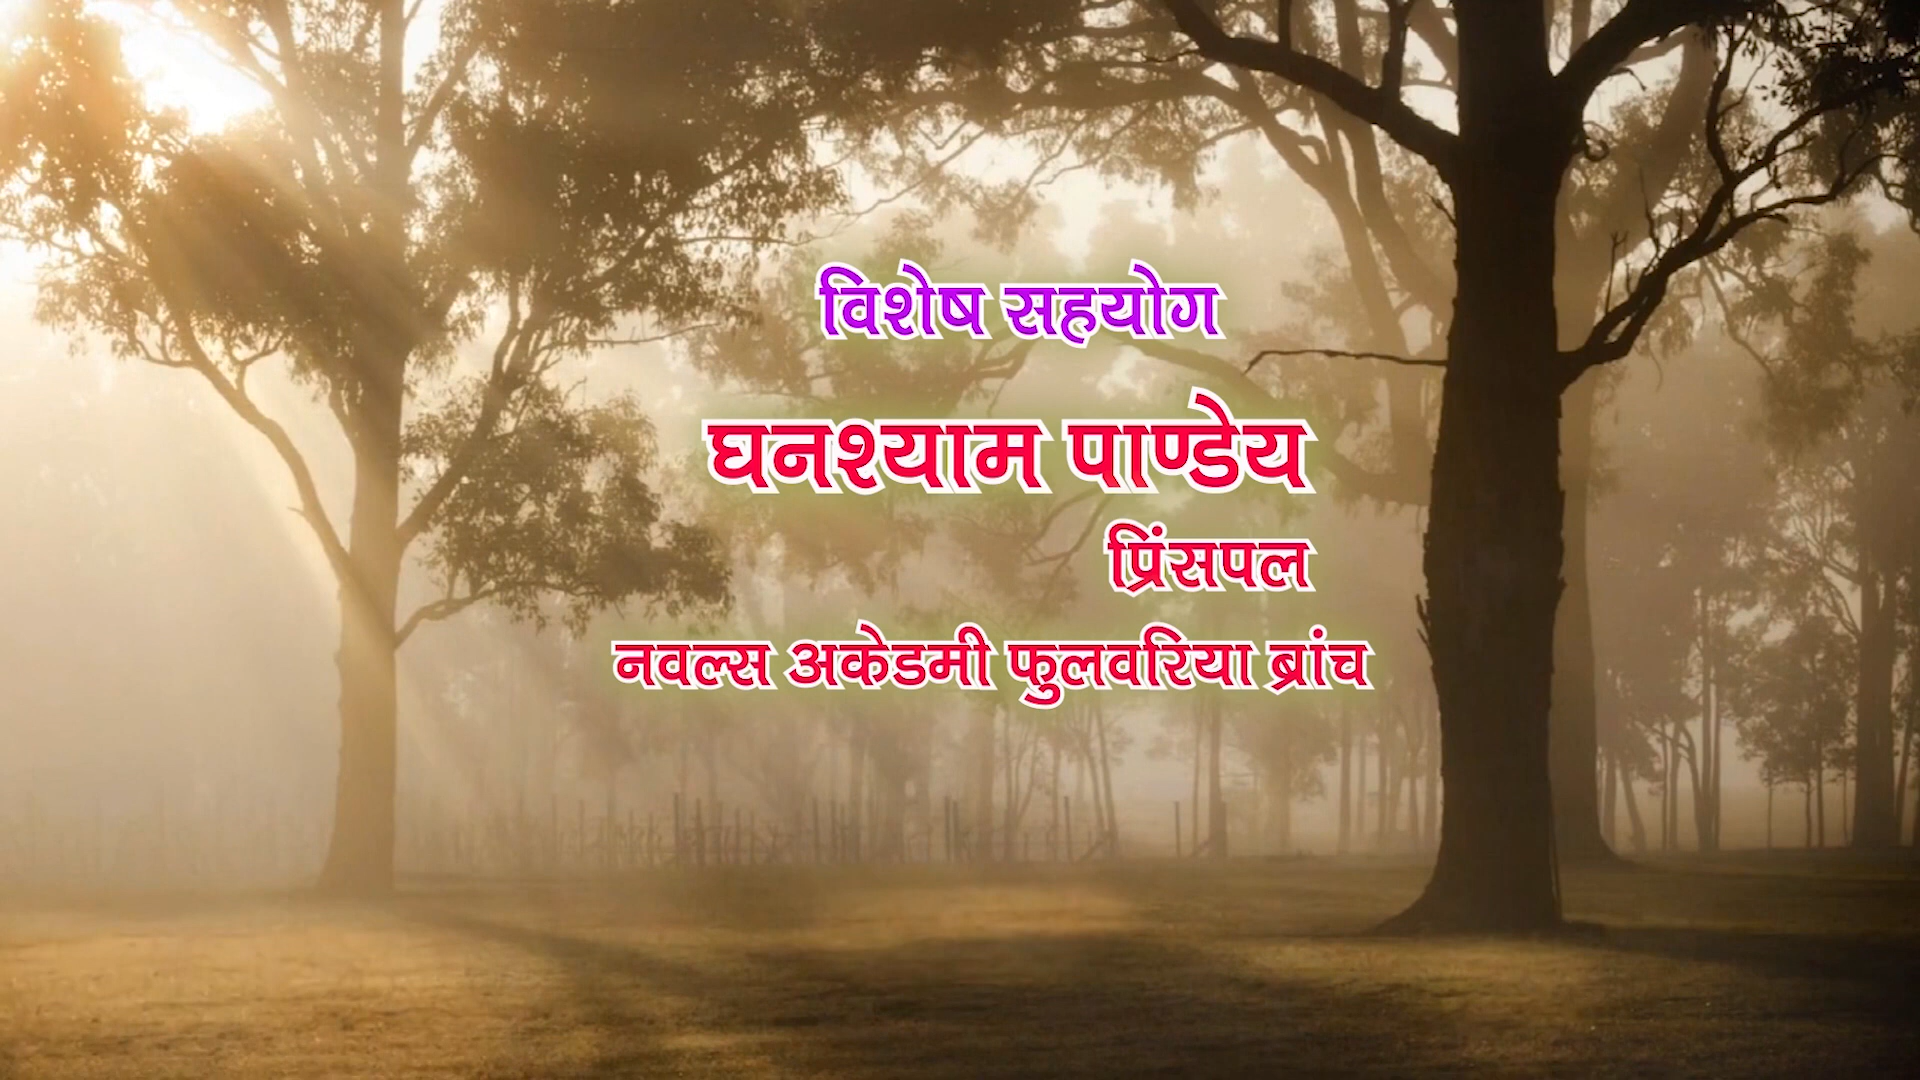 विशेष सहयोग
घनश्याम पाण्डेय
प्रिंसपल
नवल्स अकेडमी फुलवरिया ब्रांच